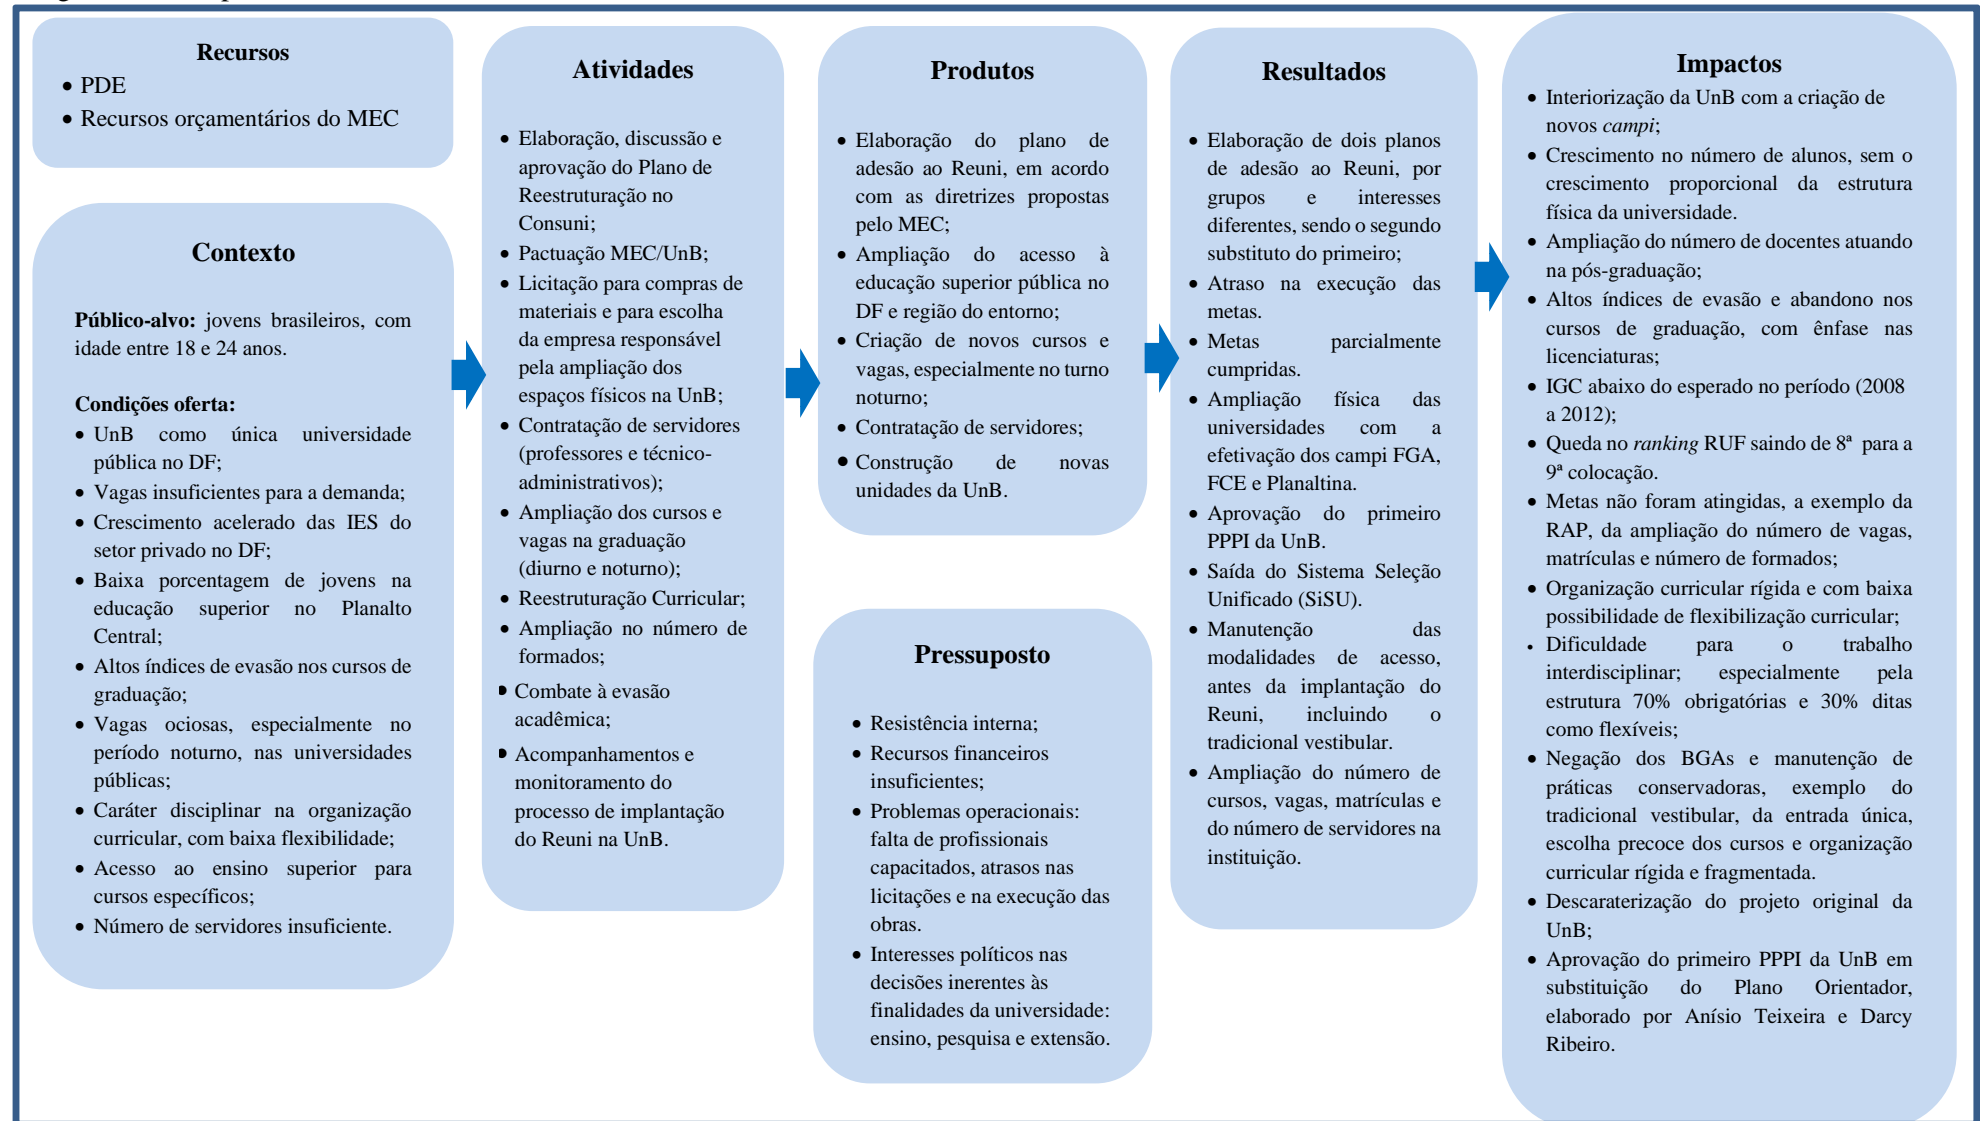 Recursos
• PDE
• Recursos orçamentários do MEC
Contexto
Público-alvo: jovens brasileiros, com
idade entre 18 e 24 anos.
Condições oferta:
• UnB como única universidade
pública no DF;
• Vagas insuficientes para a demanda;
• Crescimento acelerado das IES do
setor privado no DF;
• Baixa porcentagem de jovens na
educação superior no Planalto
Central;
• Altos índices de evasão nos cursos de
graduação;
• Vagas ociosas, especialmente no
período noturno, nas universidades
públicas;
• Caráter disciplinar na organização
curricular, com baixa flexibilidade;
• Acesso ao ensino superior para
cursos específicos;
• Número de servidores insuficiente.
Atividades
• Elaboração, discussão e
aprovação do Plano de
Reestruturação no
Consuni;
• Pactuação MEC/UnB;
• Licitação para compras de
materiais e para escolha
da empresa responsável
pela ampliação dos
espaços físicos na UnB;
• Contratação de servidores
(professores e técnico-
administrativos);
• Ampliação dos cursos e
vagas na graduação
(diurno e noturno);
• Reestruturação Curricular;
• Ampliação no número de
formados;
• Combate à evasão
acadêmica;
• Acompanhamentos e
monitoramento do
processo de implantação
do Reuni na UnB.
Produtos
• Elaboração do plano de
adesão ao Reuni, em acordo
com as diretrizes propostas
pelo MEC;
• Ampliação do acesso à
educação superior pública no
DF e região do entorno;
• Criação de novos cursos e
vagas, especialmente no turno
noturno;
• Contratação de servidores;
• Construção de novas
unidades da UnB.
Pressuposto
• Resistência interna;
• Recursos financeiros
insuficientes;
• Problemas operacionais:
falta de profissionais
capacitados, atrasos nas
licitações e na execução das
obras.
• Interesses políticos nas
decisões inerentes às
finalidades da universidade:
ensino, pesquisa e extensão.
Resultados
• Elaboração de dois planos
de adesão ao Reuni, por
grupos e interesses
diferentes, sendo o segundo
substituto do primeiro;
• Atraso na execução das
metas.
• Metas parcialmente
cumpridas.
• Ampliação física das
universidades com a
efetivação dos campi FGA,
FCE e Planaltina.
• Aprovação do primeiro
PPPI da UnB.
• Saída do Sistema Seleção
Unificado (SiSU).
• Manutenção das
modalidades de acesso,
antes da implantação do
Reuni, incluindo o
tradicional vestibular.
• Ampliação do número de
cursos, vagas, matrículas e
do número de servidores na
instituição.
Impactos
• Interiorização da UnB com a criação de
novos campi;
• Crescimento no número de alunos, sem o
crescimento proporcional da estrutura
física da universidade.
• Ampliação do número de docentes atuando
na pós-graduação;
• Altos índices de evasão e abandono nos
cursos de graduação, com ênfase nas
licenciaturas;
• IGC abaixo do esperado no período (2008
a 2012);
• Queda no ranking RUF saindo de 8ª para a
9ª colocação.
• Metas não foram atingidas, a exemplo da
RAP, da ampliação do número de vagas,
matrículas e número de formados;
• Organização curricular rígida e com baixa
possibilidade de flexibilização curricular;
• Dificuldade para o trabalho
interdisciplinar; especialmente pela
estrutura 70% obrigatórias e 30% ditas
como flexíveis;
• Negação dos BGAs e manutenção de
práticas conservadoras, exemplo do
tradicional vestibular, da entrada única,
escolha precoce dos cursos e organização
curricular rígida e fragmentada.
• Descaraterização do projeto original da
UnB;
• Aprovação do primeiro PPPI da UnB em
substituição do Plano Orientador,
elaborado por Anísio Teixeira e Darcy
Ribeiro.